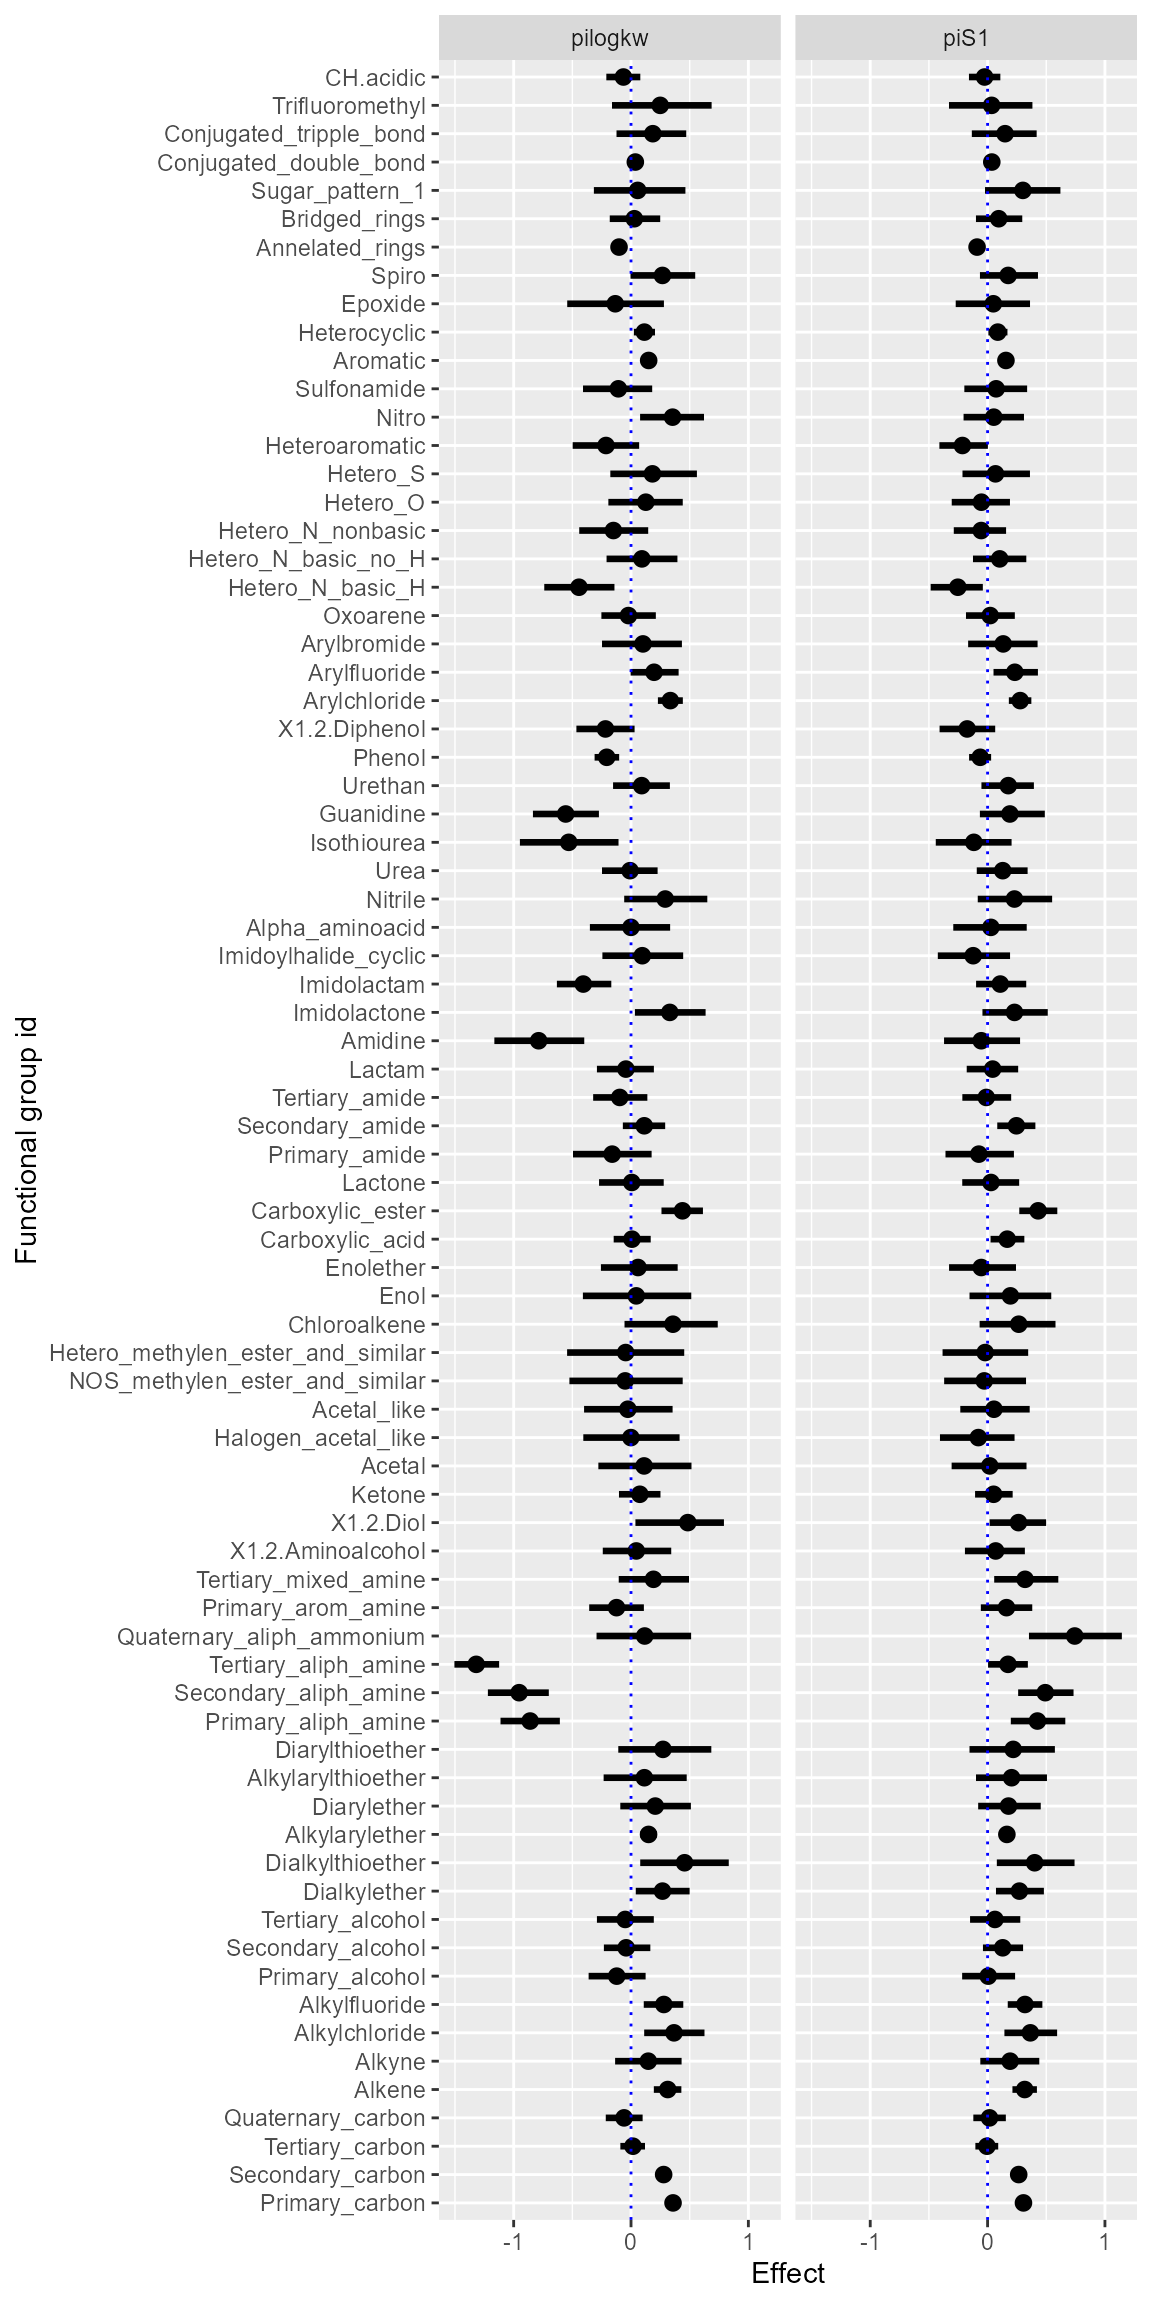 pilogkw piS1
CH.acidic
Trifluoromethyl
Conjugated_tripple_bond
Conjugated_double_bond
Sugar_pattern_1
Bridged_rings
Annelated_rings
Spiro
Epoxide
Heterocyclic
Aromatic
Sulfonamide
Nitro
Heteroaromatic
Hetero_S
Hetero_O
Hetero_N_nonbasic
Hetero_N_basic_no_H
Hetero_N_basic_H
Oxoarene
Arylbromide
Arylfluoride
Arylchloride
X1.2.Diphenol
Phenol
Urethan
Guanidine
Isothiourea
Urea
Nitrile
Alpha_aminoacid
Imidoylhalide_cyclic
Imidolactam
Imidolactone
Amidine
Lactam
Tertiary_amide
Secondary_amide
Primary_amide
Lactone
Carboxylic_ester
Carboxylic_acid
Enolether
Enol
Chloroalkene
Hetero_methylen_ester_and_similar
NOS_methylen_ester_and_similar
Acetal_like
Halogen_acetal_like
Acetal
Ketone
X1.2.Diol
X1.2.Aminoalcohol
Tertiary_mixed_amine
Primary_arom_amine
Quaternary_aliph_ammonium
Tertiary_aliph_amine
Secondary_aliph_amine
Primary_aliph_amine
Diarylthioether
Alkylarylthioether
Diarylether
Alkylarylether
Dialkylthioether
Dialkylether
Tertiary_alcohol
Secondary_alcohol
Primary_alcohol
Alkylfluoride
Alkylchloride
Alkyne
Alkene
Quaternary_carbon
Tertiary_carbon
Secondary_carbon
Primary_carbon
Functional group id
-1 0 1 -1 0 1
Effect